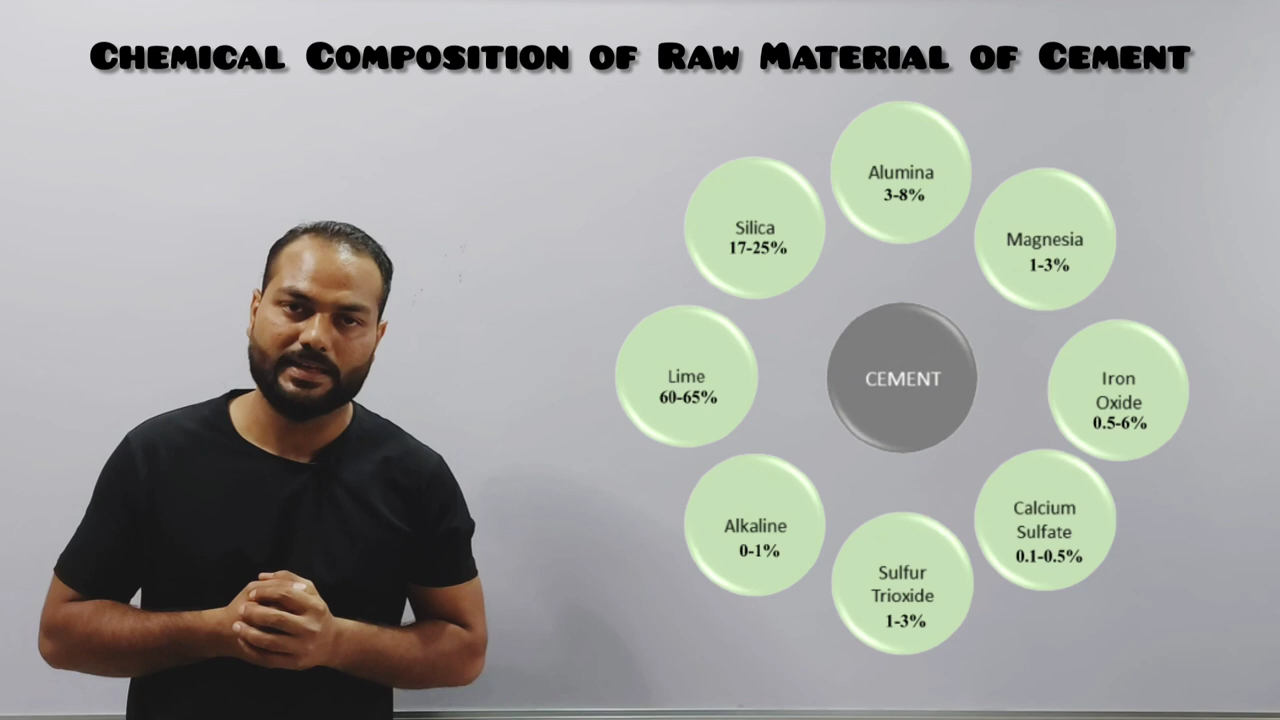 Chemical Composition of Raw Material of Cement
Alumina
3-8%
Silica
17-25%
Magnesia
1-3%
Lime
60-65%
CEMENT
Iron
Oxide
0.5-6%
Alkaline
0-1%
Calcium
Sulfate
0.1-0.5%
Sulfur
Trioxide
1-3%